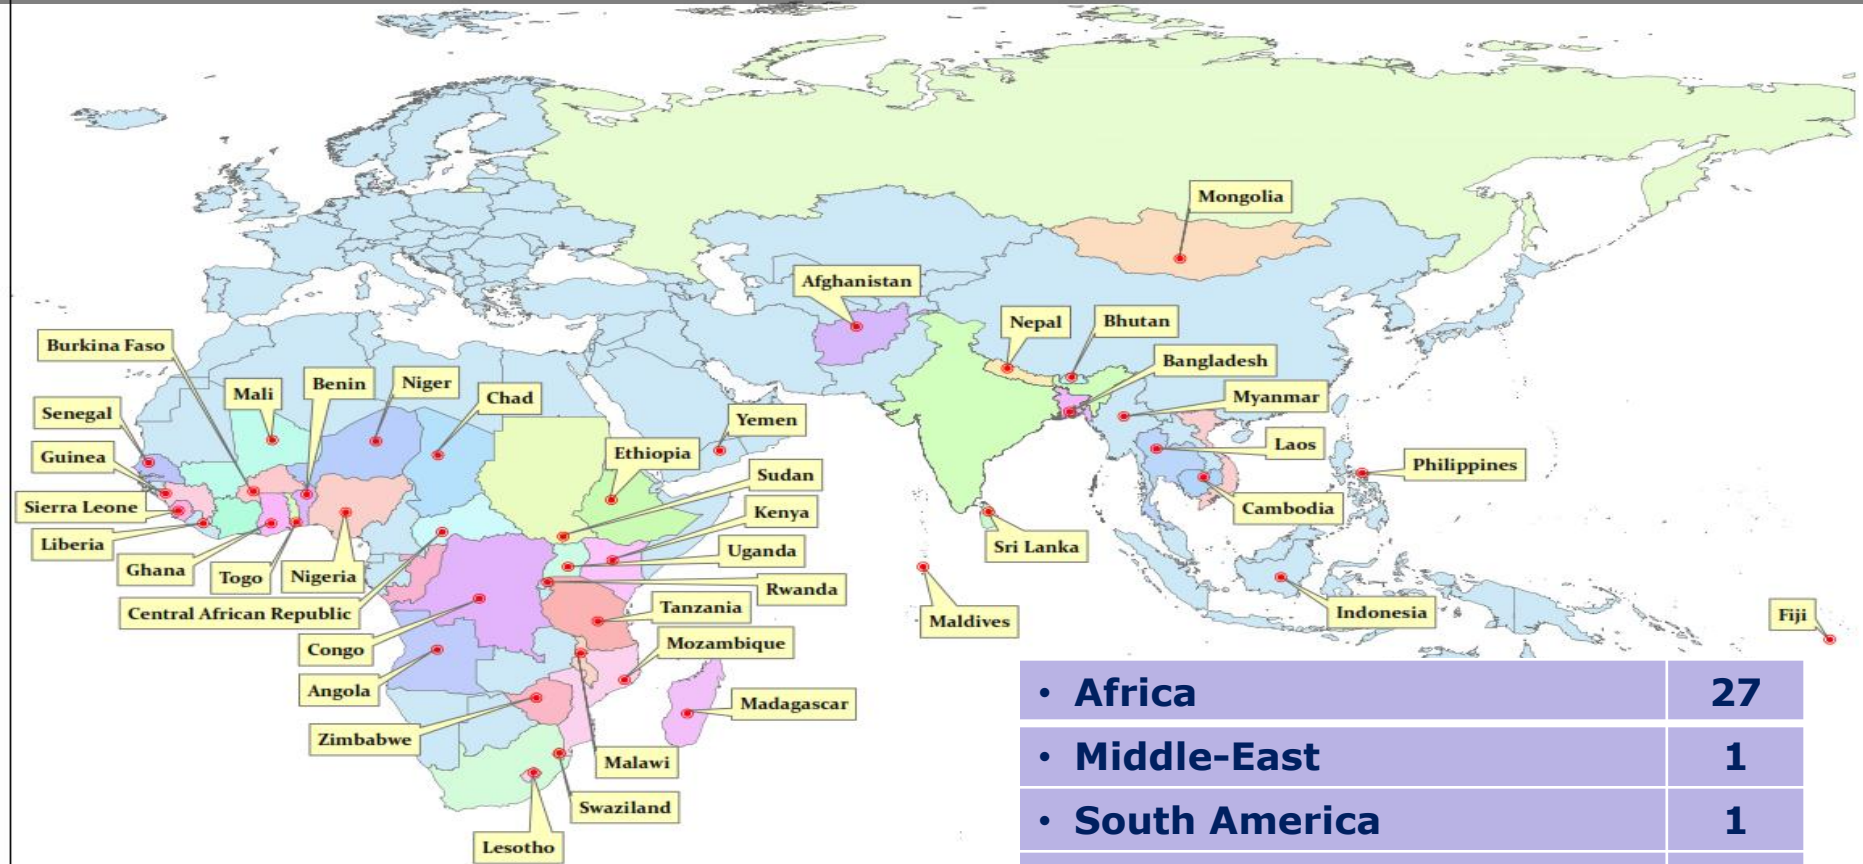 Mongolia
Afghanistan
Nepal
Bhutan
Burkina Faso
Bangladesh
Benin
Niger
Mali
Chad
Myanmar
Senegal
Yemen
Laos
Guinea
Ethiopia
Philippines
Sudan
Sierra Leone
Kenya
Cambodia
Liberia
Uganda
Sri Lanka
Ghana
Togo
Nigeria
Rwanda
Central African Republic
Tanzania
Indonesia
Fiji
Maldives
Congo
Mozambique
Angola
Madagascar
Zimbabwe
Malawi
Swaziland
Lesotho
• Africa 27
• Middle-East 1
• South America 1